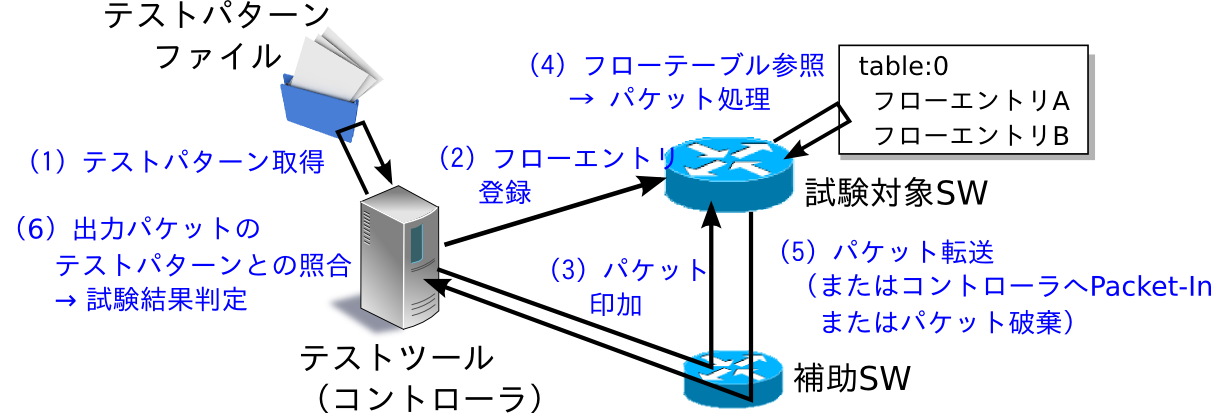 テストパターン
ファイル
(1) テストパターン取得
(2) フローエントリ
登録
(3) パケット
印加
(4) フローテーブル参照
→ パケット処理
table:0
フローエントリA
フローエントリB
試験対象SW
(5) パケット転送
(またはコントローラへPacket-In
またはパケット破棄)
(6) 出力パケットの
テストパターンとの照合
→ 試験結果判定
テストツール
(コントローラ)
補助SW